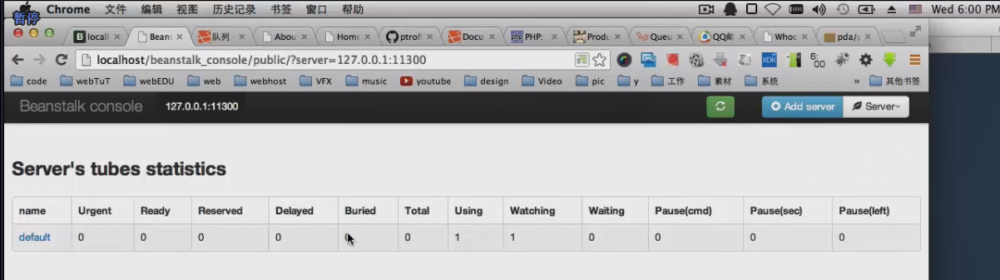 Chrome 文件 编辑 视图 历史记录 书签 窗口 帮助 Wed 6:00 PM
暂停
locall Bean: 队列 Abou Home ptrofl Docu PHP: Produ Queu QQ邮 Whoc pda/p
localhost/beanstalk_console/public/?server=127.0.0.1:11300
code webTuT webEDU web webhost VFX music youtube design Video pic y 工作 素材 系统 » 其他书签
Beanstalk console 127.0.0.1:11300 Add server Server
Server's tubes statistics
name Urgent Ready Reserved Delayed Buried Total Using Watching Waiting Pause(cmd) Pause(sec) Pause(left)
default 0 0 0 0 0 0 1 1 0 0 0 0